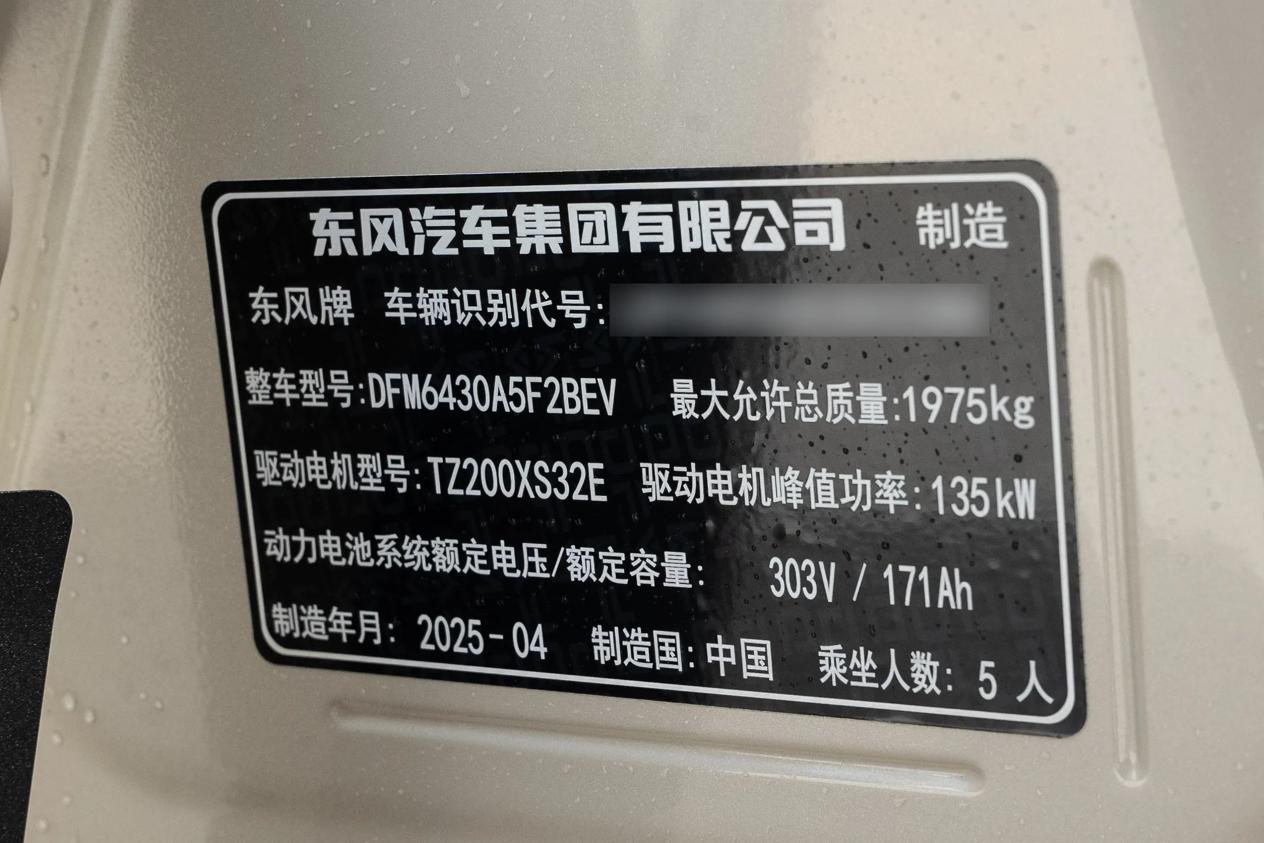 东风汽车集团有限公司 制造
东风牌 车辆识别代号:
整车型号:DFM6430A5F2BEV 最大允许总质量:1975kg
驱动电机型号:TZ200XS32E 驱动电机峰值功率:135kW
动力电池系统额定电压/额定容量: 303V / 171Ah
制造年月: 2025-04 制造国:中国 乘坐人数: 5 人